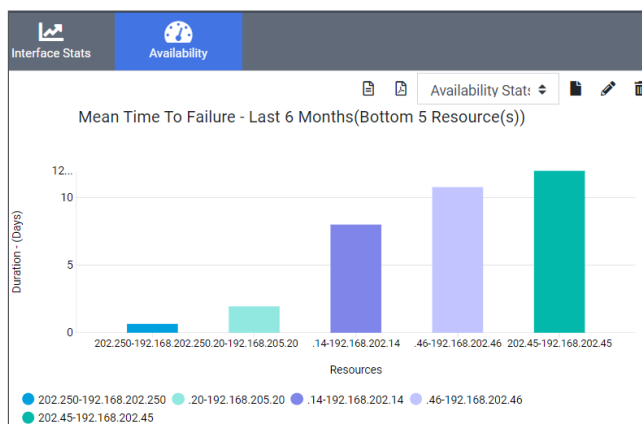 Interface Stats
Availability
Availability Stats
Mean Time To Failure - Last 6 Months(Bottom 5 Resource(s))
12...
10
5
0
Duration - (Days)
202.250-192.168.202.250
.20-192.168.205.20
.14-192.168.202.14
.46-192.168.202.46
202.45-192.168.202.45
Resources
202.250-192.168.202.250 .20-192.168.205.20 .14-192.168.202.14 .46-192.168.202.46
202.45-192.168.202.45